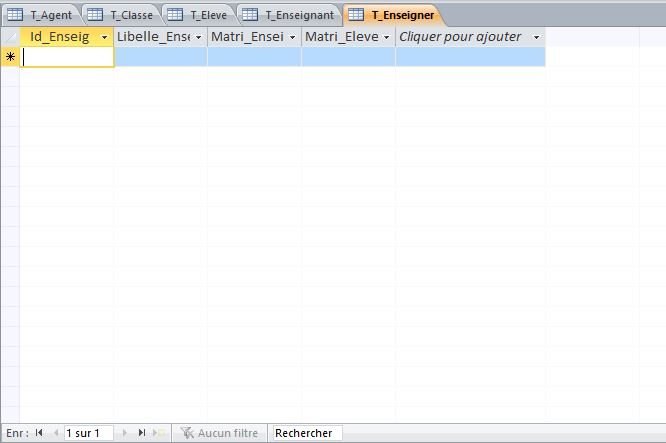 T_Agent T_Classe T_Eleve T_Enseignant T_Enseigner
Id_Enseig Libelle_Ense Matri_Ensei Matri_Eleve Cliquer pour ajouter
Enr : 1 sur 1 Aucun filtre Rechercher